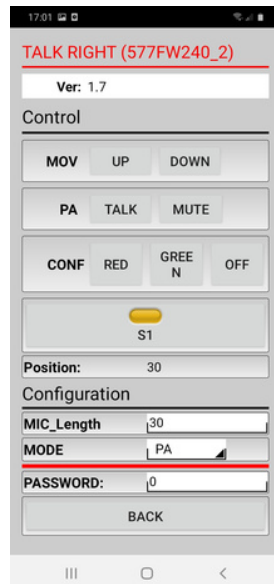 17:01
TALK RIGHT (577FW240_2)
Ver: 1.7
Control
MOV UP DOWN
PA TALK MUTE
CONF RED GREE
N OFF
S1
Position: 30
Configuration
MIC_Length 30
MODE PA
PASSWORD: 0
BACK